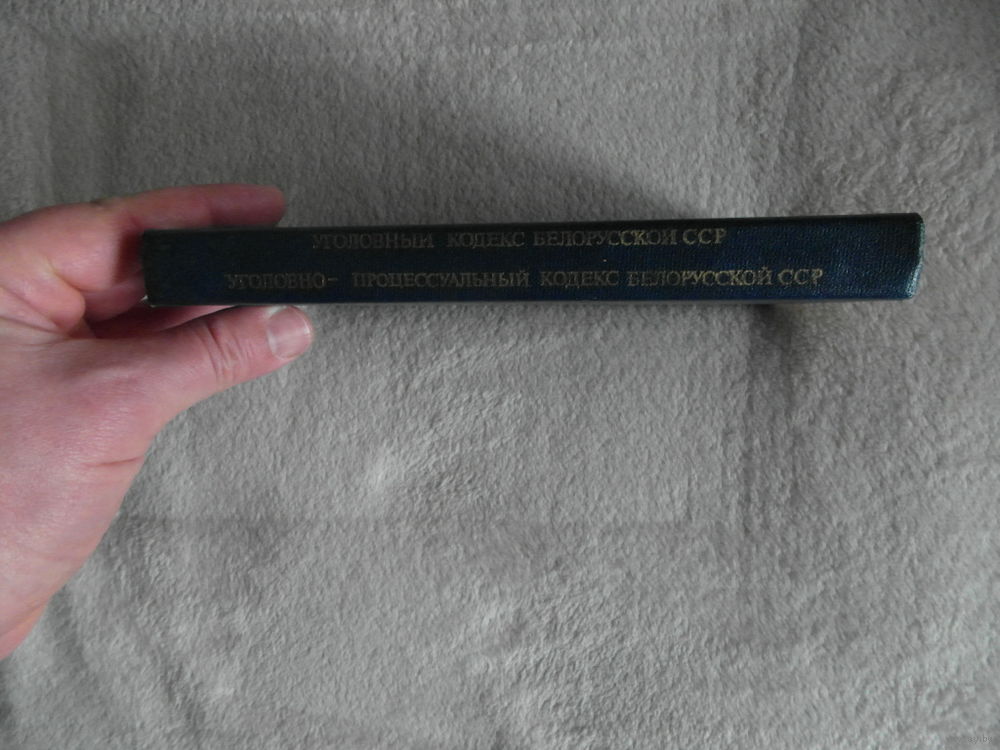 УГОЛОВНЫЙ КОДЕКС БЕЛОРУССКОЙ ССР
УГОЛОВНО- ПРОЦЕССУАЛЬНЫЙ КОДЕКС БЕЛОРУССКОЙ ССР